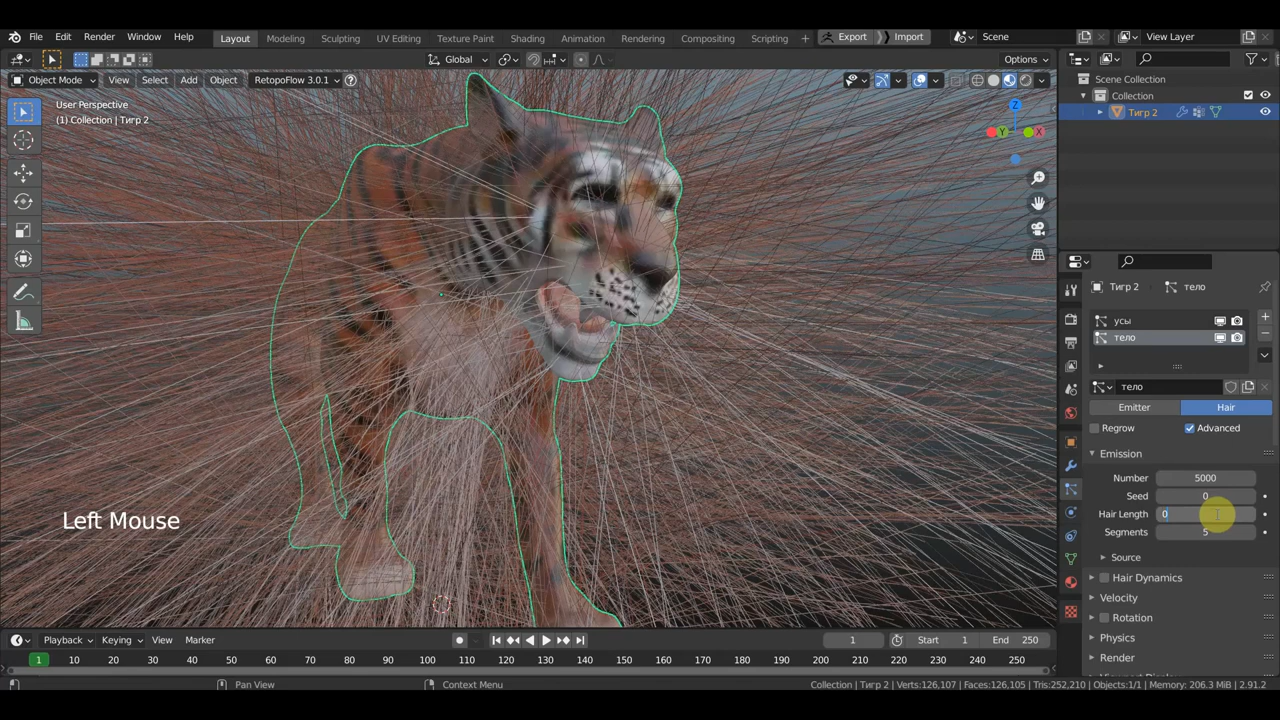 File Edit Render Window Help Layout Modeling Sculpting UV Editing Texture Paint Shading Animation Rendering Compositing Scripting + Export Import Scene View Layer
Global Options
Object Mode View Select Add Object RetopoFlow 3.0.1
User Perspective
(1) Collection | Тигр 2
Z
Y X
Left Mouse
Scene Collection
Collection
Тигр 2
Тигр 2 тело
усы
тело
тело
Emitter Hair
Regrow Advanced
Emission
Number 5000
Seed 0
Hair Length 0
Segments 5
Source
Hair Dynamics
Velocity
Rotation
Physics
Render
Playback Keying View Marker 1 Start 1 End 250
1 10 20 30 40 50 60 70 80 90 100 110 120 130 140 150 160 170 180 190 200 210 220 230 240 250
Pan View Context Menu Collection | Тигр 2 | Verts:126,107 | Faces:126,105 | Tris:252,210 | Objects:1/1 | Memory: 206.3 MiB | 2.91.2